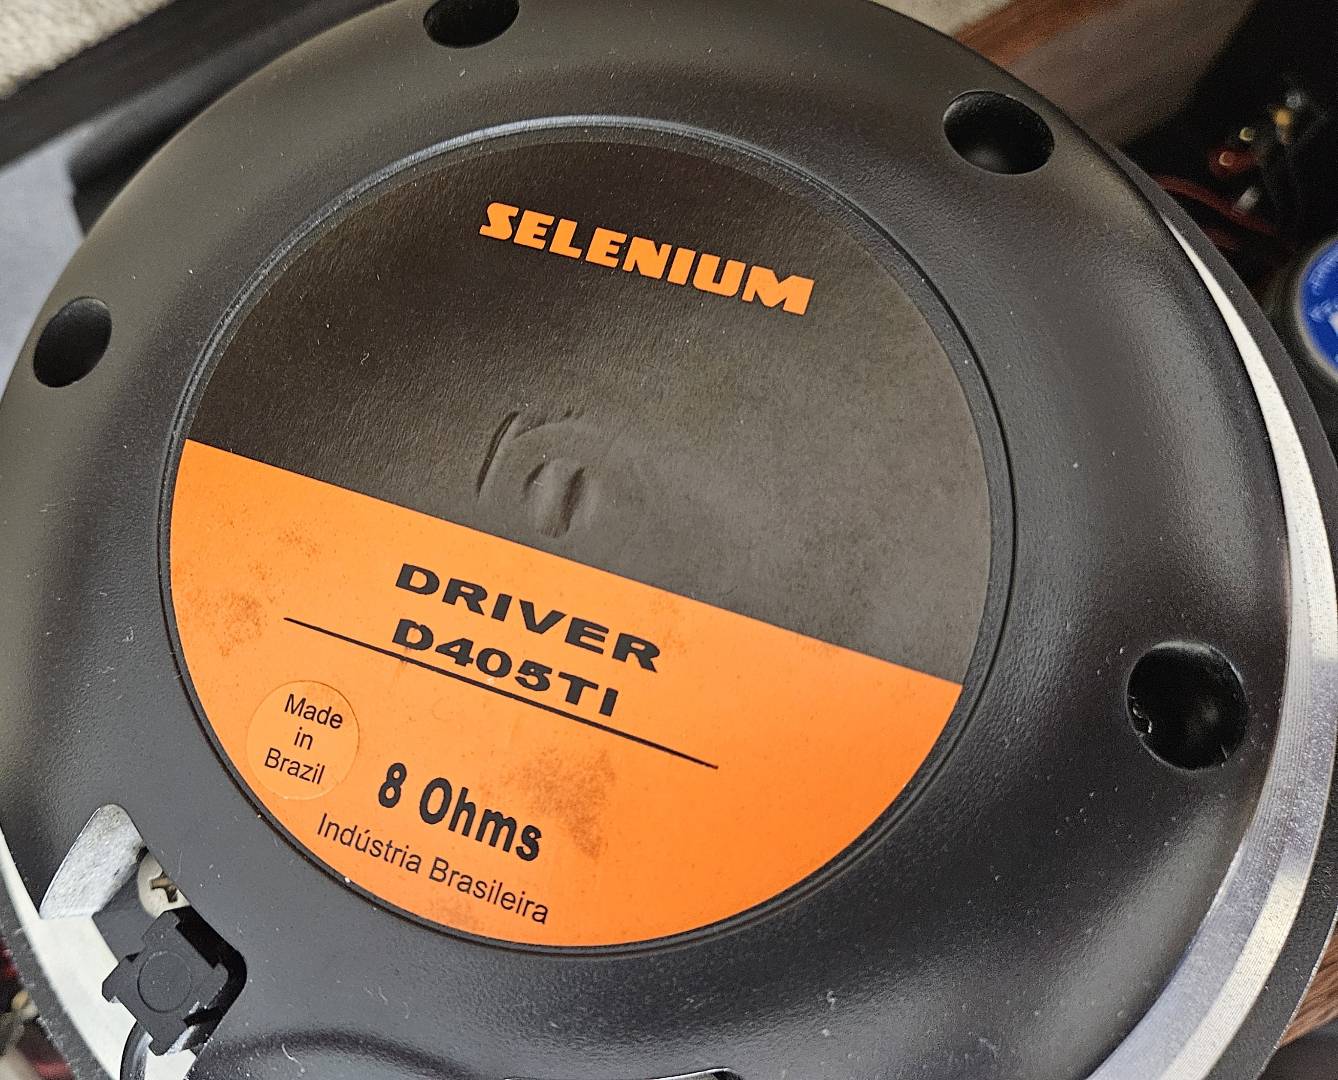 SELENIUM
DRIVER
D405TI
Made
in
Brazil
8 Ohms
Indústria Brasileira